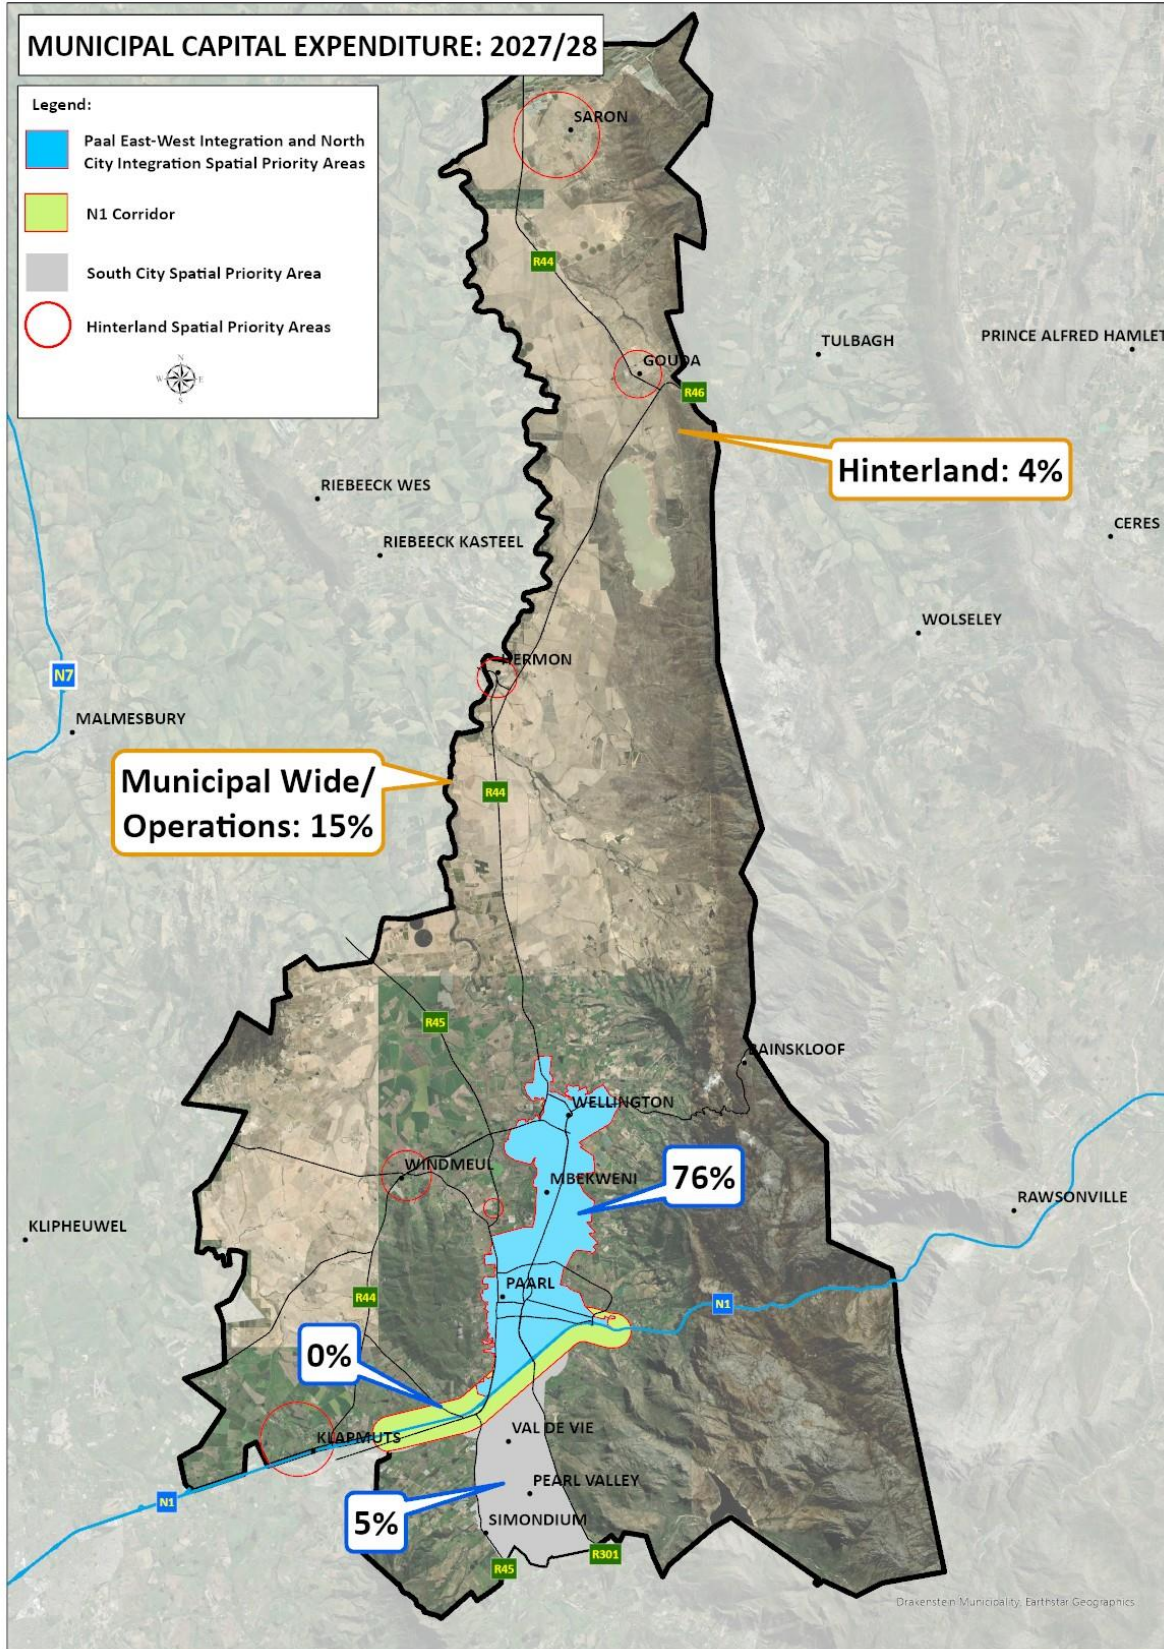 MUNICIPAL CAPITAL EXPENDITURE: 2027/28
Legend:
Paal East-West Integration and North
City Integration Spatial Priority Areas
N1 Corridor
South City Spatial Priority Area
Hinterland Spatial Priority Areas
N
W E
S
SARON
R44
GOUDA
TULBAGH
PRINCE ALFRED HAMLET
R46
Hinterland: 4%
RIEBEECK WES
CERES
RIEBEECK KASTEEL
WOLSELEY
HERMON
N7
MALMESBURY
Municipal Wide/
Operations: 15%
R44
R45
BAINSKLOOF
WELLINGTON
WINDMEUL
MBEKWENI
76%
RAWSONVILLE
KLIPHEUWEL
PAARL
R44
N1
0%
KLAPMUTS
VAL DE VIE
PEARL VALLEY
N1
5%
SIMONDIUM
R45
R301
Drakenstein Municipality, Earthstar Geographics